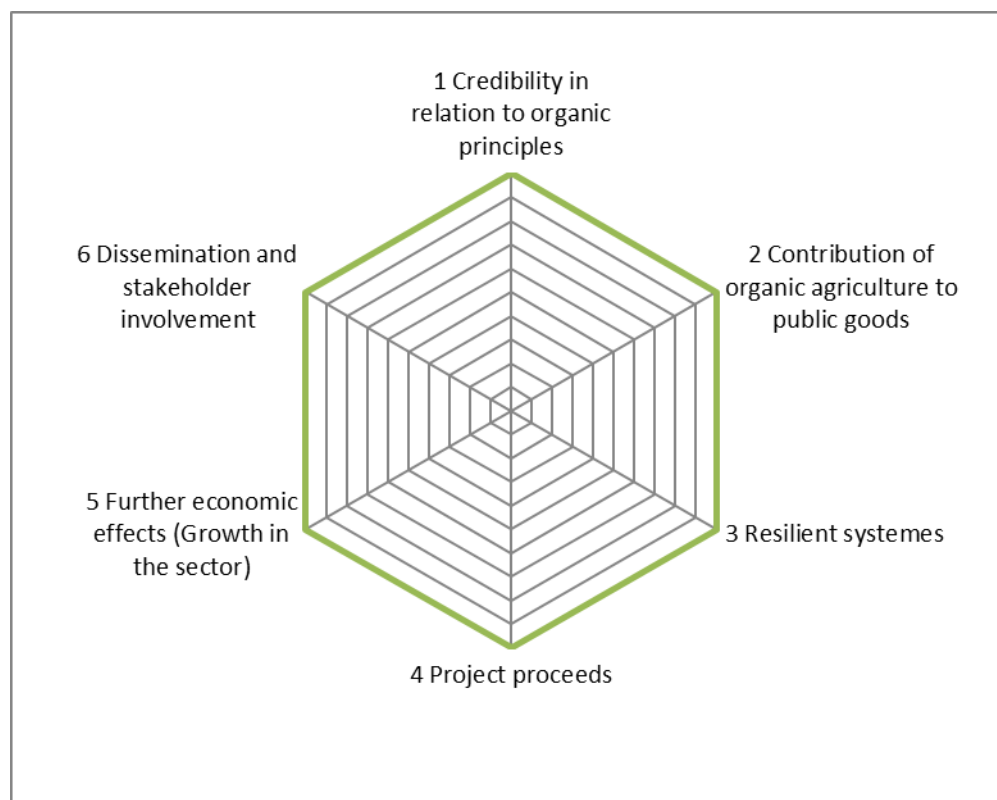 1 Credibility in
relation to organic
principles
2 Contribution of
organic agriculture to
public goods
3 Resilient systemes
4 Project proceeds
5 Further economic
effects (Growth in
the sector)
6 Dissemination and
stakeholder
involvement